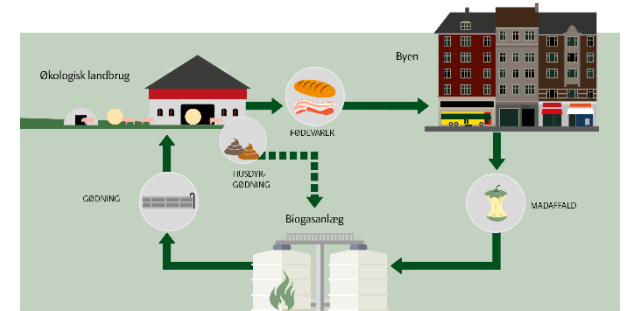 Økologisk landbrug
Byen
FØDEVARER
HUSDYR-
GØDNING
GØDNING
MADAFFALD
Biogasanlæg